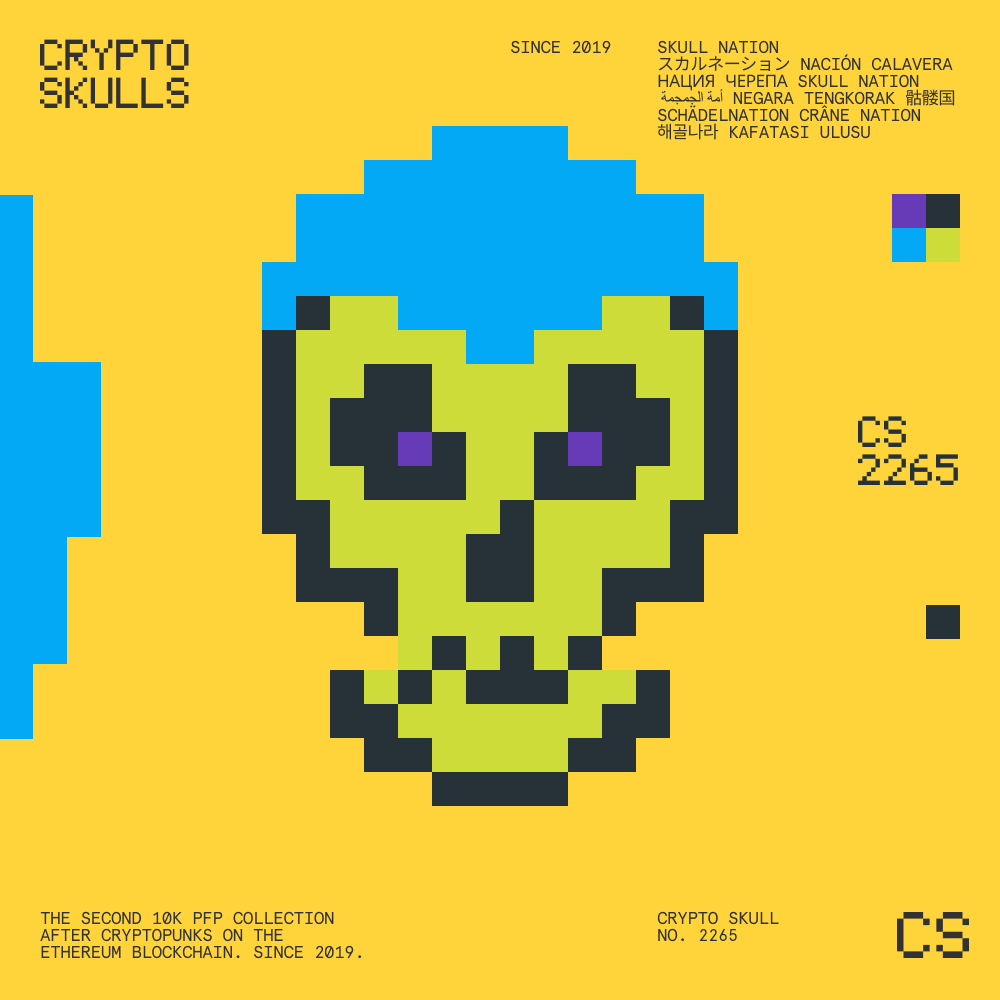 CRYPTO
SKULLS
SINCE 2019
SKULL NATION
スカルネーション NACIÓN CALAVERA
НАЦИЯ ЧЕРЕПА SKULL NATION
أمة الجمجمة NEGARA TENGKORAK 骷髅国
SCHÄDELNATION CRÂNE NATION
해골나라 KAFATASI ULUSU
CS
2265
THE SECOND 10K PFP COLLECTION
AFTER CRYPTOPUNKS ON THE
ETHEREUM BLOCKCHAIN. SINCE 2019.
CRYPTO SKULL
NO. 2265
CS